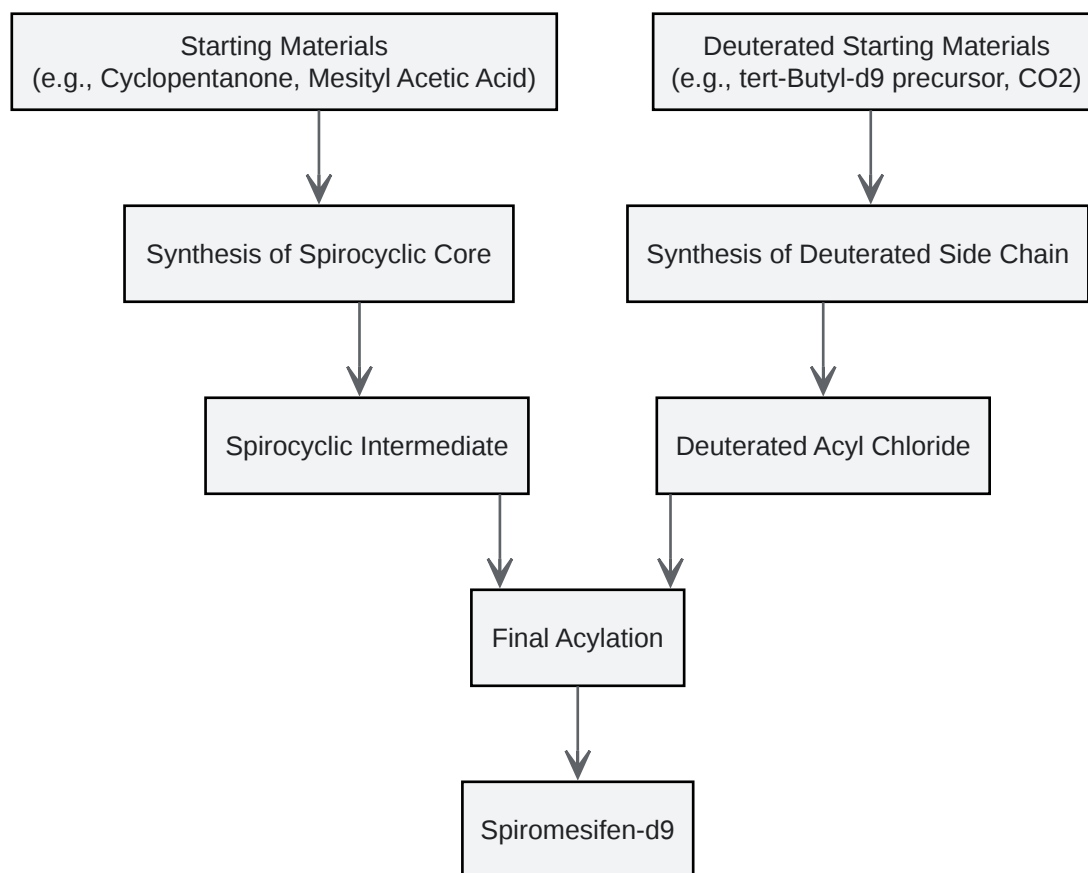 Starting Materials
(e.g., Cyclopentanone, Mesityl Acetic Acid)
Deuterated Starting Materials
(e.g., tert-Butyl-d9 precursor, CO2)
Synthesis of Spirocyclic Core
Synthesis of Deuterated Side Chain
Spirocyclic Intermediate
Deuterated Acyl Chloride
Final Acylation
Spiromesifen-d9